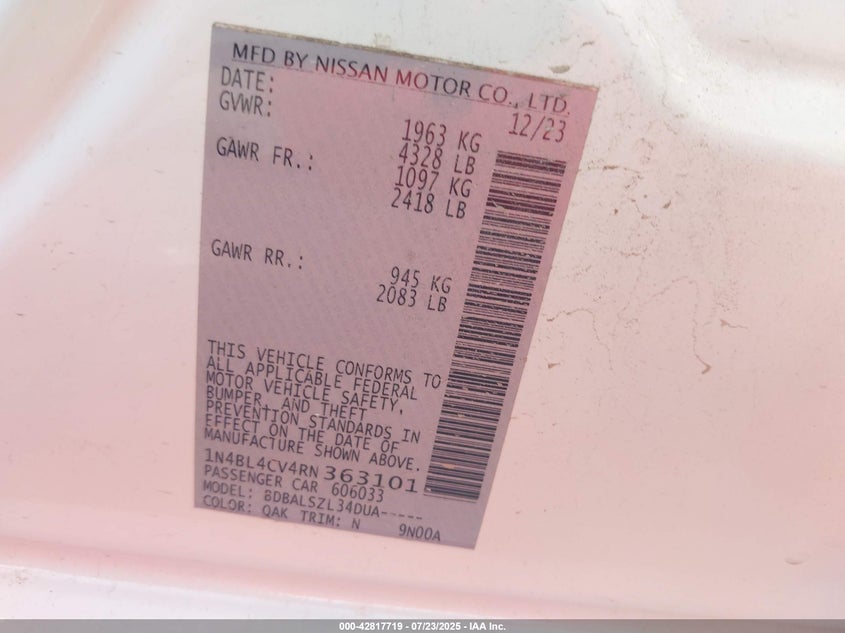 MFD BY NISSAN MOTOR CO., LTD.
DATE: 12/23
GVWR: 1963 KG
4328 LB
GAWR FR.: 1097 KG
2418 LB
GAWR RR.: 945 KG
2083 LB
THIS VEHICLE CONFORMS TO
ALL APPLICABLE FEDERAL
MOTOR VEHICLE SAFETY,
BUMPER, AND THEFT
PREVENTION STANDARDS IN
EFFECT ON THE DATE OF
MANUFACTURE SHOWN ABOVE.
1N4BL4CV4RN363101
PASSENGER CAR 606033
MODEL: BDBALSZL34DUA-----
COLOR: QAK TRIM: N 9N00A
000-42817719 - 07/23/2025 - IAA Inc.